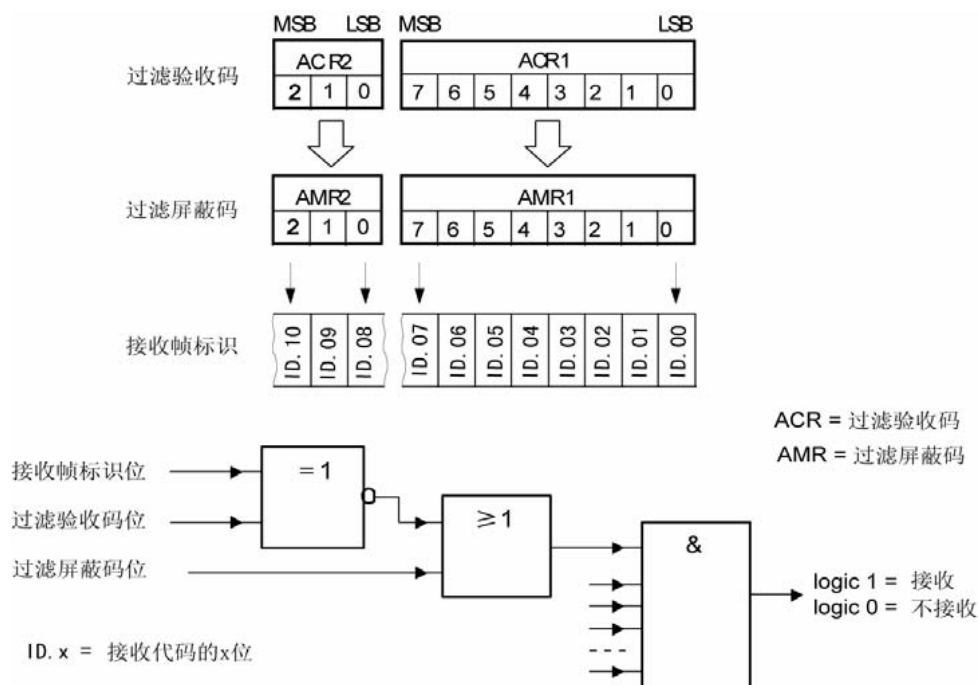 MSB LSB MSB LSB
过滤验收码 ACR2 ACR1
2 1 0 7 6 5 4 3 2 1 0
过滤屏蔽码 AMR2 AMR1
2 1 0 7 6 5 4 3 2 1 0
接收帧标识 ID.10 ID.09 ID.08 ID.07 ID.06 ID.05 ID.04 ID.03 ID.02 ID.01 ID.00
ACR = 过滤验收码
AMR = 过滤屏蔽码
接收帧标识位
=1
过滤验收码位
≥1
过滤屏蔽码位
&
logic 1 = 接收
logic 0 = 不接收
ID.x = 接收代码的x位